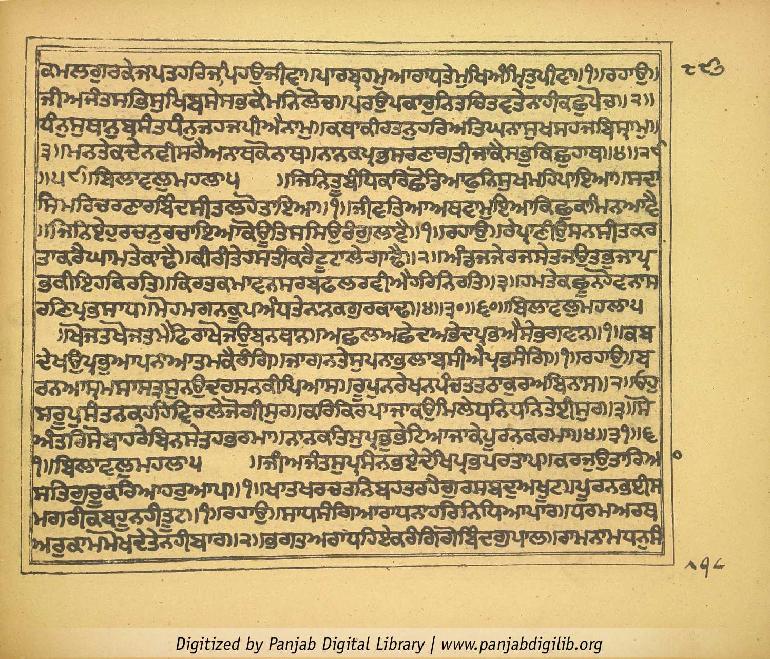 ਕਮਲਗੁਰਕੇਜਪਤਹਰਿਜਪਿਹਉਜੀਵਾ॥ਪਾਰਬ੍ਰਹਮੁਆਰਾਧਤੇਮੁਖਿਅੰਮ੍ਰਿਤੁਪੀਵਾ॥੧॥ਰਹਾਉ॥ ੨੨੭
ਜੀਅਜੰਤਸਭਿਸੁਖਿਬਸੇਸਭਕੈਮਨਿਲੋਚ॥ਪਰਉਪਕਾਰੁਨਿਤਚਿਤਵਤੇਨਾਹੀਕਛੁਪੋਚ॥੨॥
ਧੰਨੁਸੁਥਾਨੁਬਸੰਤਧੰਨੁਜਹਜਪੀਐਨਾਮੁ॥ਕਥਾਕੀਰਤਨੁਹਰਿਅਤਿਘਨਾਸੁਖਸਹਜਬਿਸ੍ਰਾਮੁ॥
੩॥ਮਨਤੇਕਦੇਨਵੀਸਰੈਅਨਾਥਕੋਨਾਥ॥ਨਾਨਕਪ੍ਰਭਸਰਣਾਗਤੀਜਾਕੈਸਭੁਕਿਛੁਹਾਥ॥੪॥੨੯
॥੫੯॥ਬਿਲਾਵਲੁਮਹਲਾ੫ ॥ਜਿਨਿਤੂਬੰਧਿਕਰਿਛੋਡਿਆਫੁਨਿਸੁਖਮਹਿਪਾਇਆ॥ਸਦਾ
ਸਿਮਰਿਚਰਣਾਰਬਿੰਦਸੀਤਲਹੋਤਾਇਆ॥੧॥ਜੀਵਤਿਆਅਥਵਾਮੁਇਆਕਿਛੁਕਾਮਿਨਆਵੈ
॥ਜਿਨਿਏਹੁਰਚਨੁਰਚਾਇਆਕੋਊਤਿਸਸਿਉਰੰਗੁਲਾਵੈ॥੧॥ਰਹਾਉ॥ਰੇਪ੍ਰਾਣੀਉਸਨਸੀਤਕਰ
ਤਾਕਰੈਘਾਮਤੇਕਾਢੈ॥ਕੀਰੀਤੇਹਸਤੀਕਰੈਟੂਟਾਲੇਗਾਢੈ॥੨॥ਅੰਡਜਜੇਰਜਸੇਤਜਉਤਭੁਜਾਪ੍ਰ
ਭਕੀਇਹਕਿਰਤਿ॥ਕਿਰਤਕਮਾਵਨਸਰਬਫਲਰਵੀਐਹਰਿਨਿਰਤਿ॥੩॥ਹਮਤੇਕਛੂਨਹੋਵਨਾਸ
ਰਣਿਪ੍ਰਭਸਾਧ॥ਮੋਹਮਗਨਕੂਪਅੰਧਤੇਨਾਨਕਗੁਰਕਾਢ॥੪॥੩੦॥੬੦॥ਬਿਲਾਵਲੁਮਹਲਾ੫
॥ਖੋਜਤਖੋਜਤਮੈਫਿਰਾਖੋਜਉਬਨਥਾਨ॥ਅਛਲਅਛੇਦਅਭੇਦਪ੍ਰਭਐਸੇਭਗਵਾਨ॥੧॥ਕਬ
ਦੇਖਉਪ੍ਰਭੁਆਪਨਾਆਤਮਕੈਰੰਗਿ॥ਜਾਗਨਤੇਸੁਪਨਾਭਲਾਬਸੀਐਪ੍ਰਭਸੰਗਿ॥੧॥ਰਹਾਉ॥ਬ
ਰਨਆਸ੍ਰਮਸਾਸਤ੍ਰਸੁਨਉਦਰਸਨਕੀਪਿਆਸ॥ਰੂਪੁਨਰੇਖਨਪੰਚਤਤਠਾਕੁਰਅਬਿਨਾਸ॥੨॥ਓਹੁ
ਸਰੂਪੁਸੰਤਨਕਹਹਿਵਿਰਲੇਜੋਗੀਸੁਰ॥ਕਰਿਕਿਰਪਾਜਾਕਉਮਿਲੇਧਨਿਧਨਿਤੇਈਸੁਰ॥੩॥ਸੋ
ਅੰਤਰਿਸੋਬਾਹਰੇਬਿਨਸੇਤਹਭਰਮਾ॥ਨਾਨਕਤਿਸੁਪ੍ਰਭੁਭੇਟਿਆਜਾਕੇਪੂਰਨਕਰਮਾ॥੪॥੩੧॥੬
੧॥ਬਿਲਾਵਲੁਮਹਲਾ੫ ॥ਜੀਅਜੰਤਸੁਪ੍ਰਸੰਨਭਏਦੇਖਿਪ੍ਰਭਪਰਤਾਪ॥ਕਰਜੁਉਤਾਰਿਆ
ਸਤਿਗੁਰੂਕਰਿਆਹਰੁਆਪ॥੧॥ਖਾਤਖਰਚਤਨਿਬਹਤਰਹੈਗੁਰਸਬਦੁਅਖੂਟ॥ਪੂਰਨਭਈਸ
ਮਗਰੀਕਬਹੂਨਹੀਤੂਟ॥੧॥ਰਹਾਉ॥ਸਾਧਸੰਗਿਆਰਾਧਨਾਹਰਿਨਿਧਿਆਪਾਰ॥ਧਰਮਅਰਥ
ਅਰੁਕਾਮਮੋਖਦੇਤੇਨਹੀਬਾਰ॥੨॥ਭਗਤਅਰਾਧਹਿਏਕਰੰਗਿਗੋਬਿੰਦਗੁਪਾਲ॥ਰਾਮਨਾਮਧਨੁਸੰ
Digitized by Panjab Digital Library | www.panjabdigilib.org